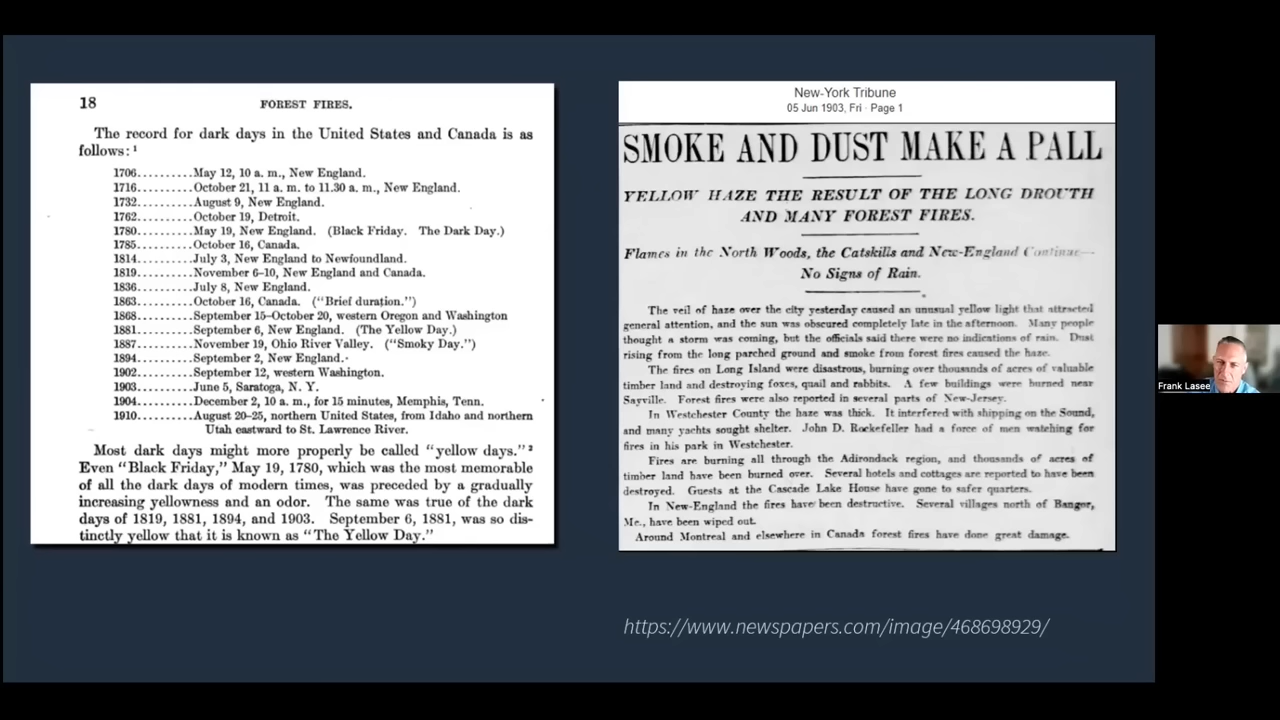 18 FOREST FIRES.
The record for dark days in the United States and Canada is as
follows: ¹
1706.........May 12, 10 a. m., New England.
1716.........October 21, 11 a. m. to 11.30 a. m., New England.
1732.........August 9, New England.
1762.........October 19, Detroit.
1780.........May 19, New England. (Black Friday. The Dark Day.)
1785.........October 16, Canada.
1814.........July 3, New England to Newfoundland.
1819.........November 6–10, New England and Canada.
1836.........July 8, New England.
1863.........October 16, Canada. ("Brief duration.")
1868.........September 15–October 20, western Oregon and Washington
1881.........September 6, New England. (The Yellow Day.)
1887.........November 19, Ohio River Valley. ("Smoky Day.")
1894.........September 2, New England.
1902.........September 12, western Washington.
1903.........June 5, Saratoga, N. Y.
1904.........December 2, 10 a. m., for 15 minutes, Memphis, Tenn.
1910.........August 20–25, northern United States, from Idaho and northern
Utah eastward to St. Lawrence River.
Most dark days might more properly be called "yellow days." ²
Even "Black Friday," May 19, 1780, which was the most memorable
of all the dark days of modern times, was preceded by a gradually
increasing yellowness and an odor. The same was true of the dark
days of 1819, 1881, 1894, and 1903. September 6, 1881, was so dis-
tinctly yellow that it is known as "The Yellow Day."
New-York Tribune
05 Jun 1903, Fri · Page 1
SMOKE AND DUST MAKE A PALL
YELLOW HAZE THE RESULT OF THE LONG DROUTH
AND MANY FOREST FIRES.
Flames in the North Woods, the Catskills and New-England Continue—
No Signs of Rain.
The veil of haze over the city yesterday caused an unusual yellow light that attracted
general attention, and the sun was obscured completely late in the afternoon. Many people
thought a storm was coming, but the officials said there were no indications of rain. Dust
rising from the long parched ground and smoke from forest fires caused the haze.
The fires on Long Island were disastrous, burning over thousands of acres of valuable
timber land and destroying foxes, quail and rabbits. A few buildings were burned near
Sayville. Forest fires were also reported in several parts of New-Jersey.
In Westchester County the haze was thick. It interfered with shipping on the Sound,
and many yachts sought shelter. John D. Rockefeller had a force of men watching for
fires in his park in Westchester.
Fires are burning all through the Adirondack region, and thousands of acres of
timber land have been burned over. Several hotels and cottages are reported to have been
destroyed. Guests at the Cascade Lake House have gone to safer quarters.
In New-England the fires have been destructive. Several villages north of Bangor,
Me., have been wiped out.
Around Montreal and elsewhere in Canada forest fires have done great damage.
https://www.newspapers.com/image/468698929/
Frank Lasee